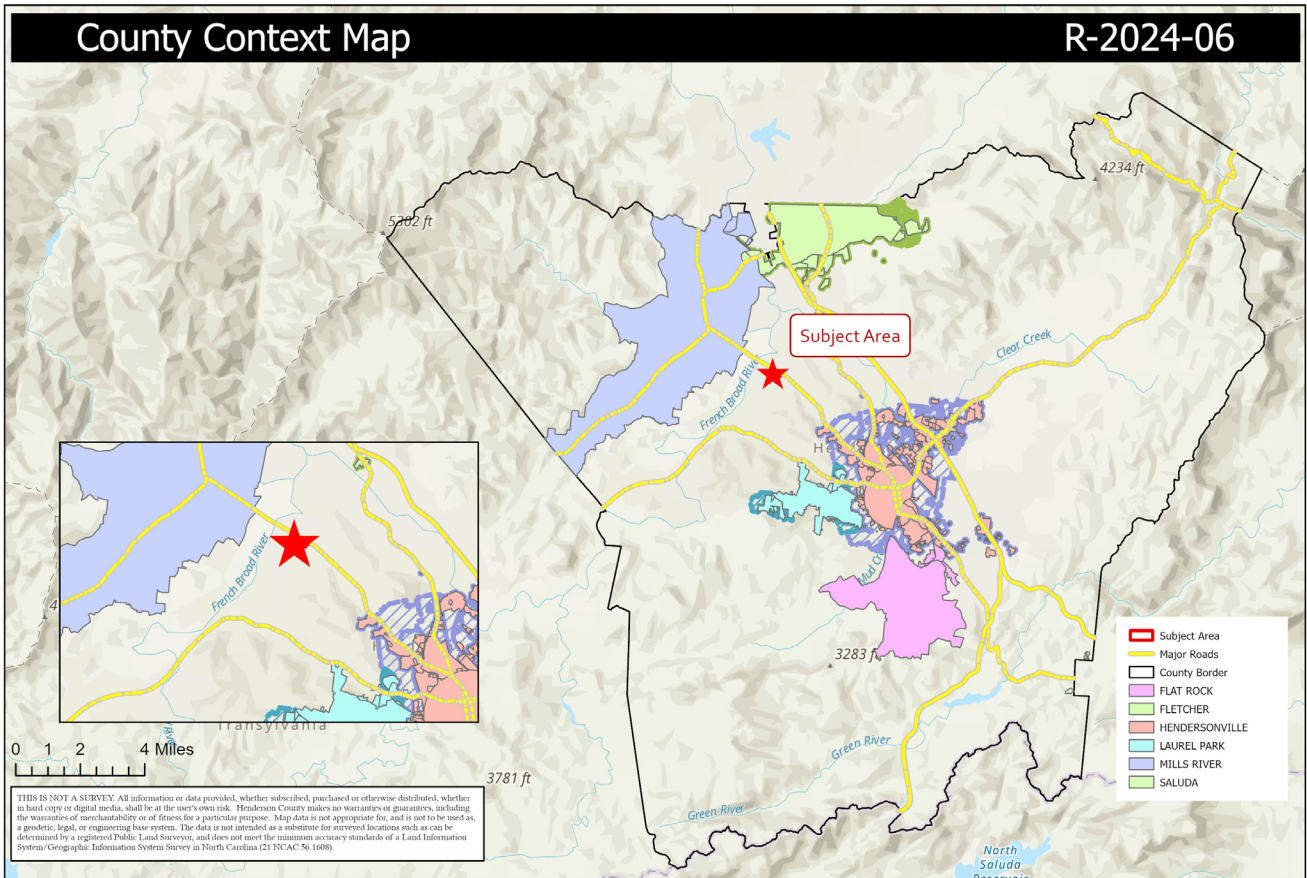 County Context Map
R-2024-06
4234 ft
5302 ft
Subject Area
Clear Creek
French Broad River
He
French Broad River
4
H
Mud Cr
3283 f
Transylvania
0 1 2 4 Miles
3781 ft
Green River
Green River
North
Saluda
Reservoir
Subject Area
Major Roads
County Border
FLAT ROCK
FLETCHER
HENDERSONVILLE
LAUREL PARK
MILLS RIVER
SALUDA
THIS IS NOT A SURVEY. All information or data provided, whether subscribed, purchased or otherwise distributed, whether
in hard copy or digital media, shall be at the user's own risk. Henderson County makes no warranties or guarantees, including
the warranties of merchantability or of fitness for a particular purpose. Map data is not appropriate for, and is not to be used as,
a geodetic, legal, or engineering base system. The data is not intended as a substitute for surveyed locations such as can be
determined by a registered Public Land Surveyor, and does not meet the minimum accuracy standards of a Land Information
System/Geographic Information System Survey in North Carolina (21 NCAC 56.1608).